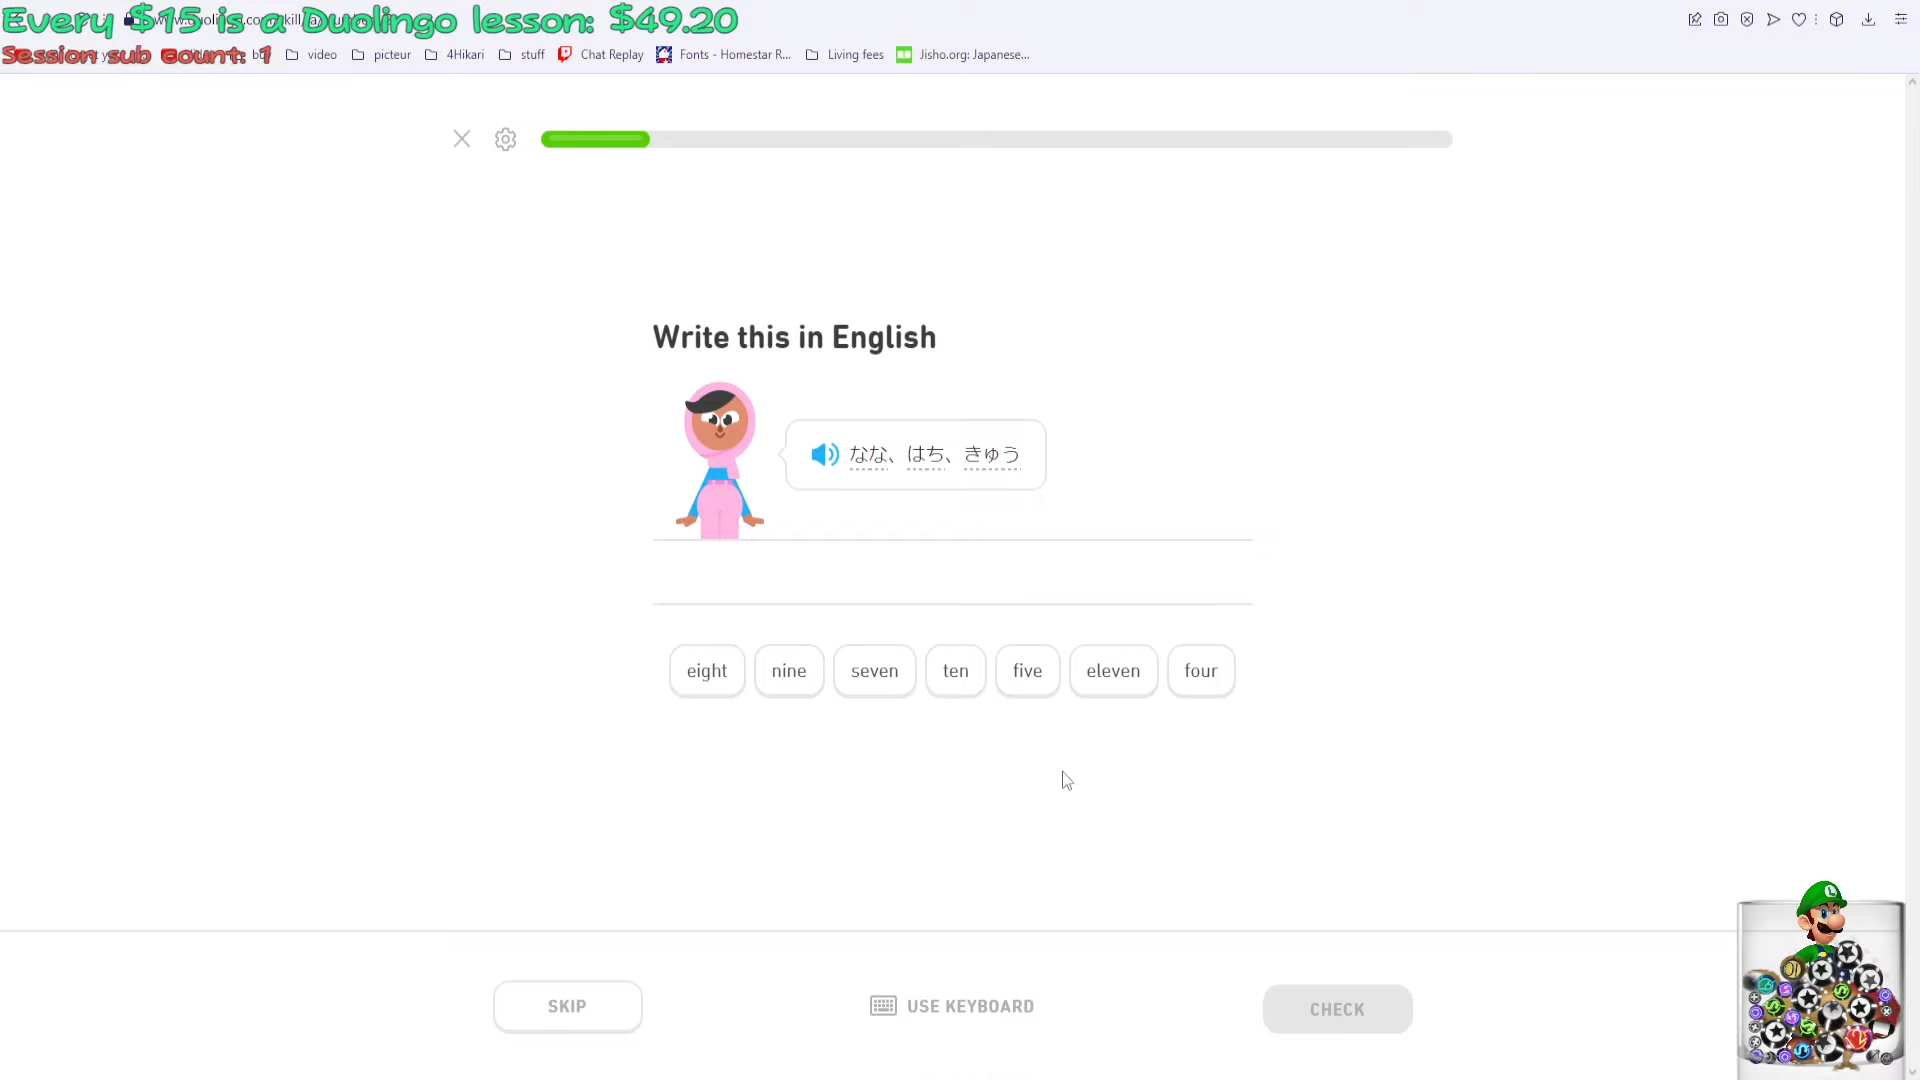 Every $15 is a Duolingo lesson: $49.20
Session sub count: 1
video
picteur
4Hikari
stuff
Chat Replay
Fonts - Homestar R...
Living fees
Jisho.org: Japanese...
Write this in English
なな、はち、きゅう
eight nine seven ten five eleven four
SKIP
USE KEYBOARD
CHECK